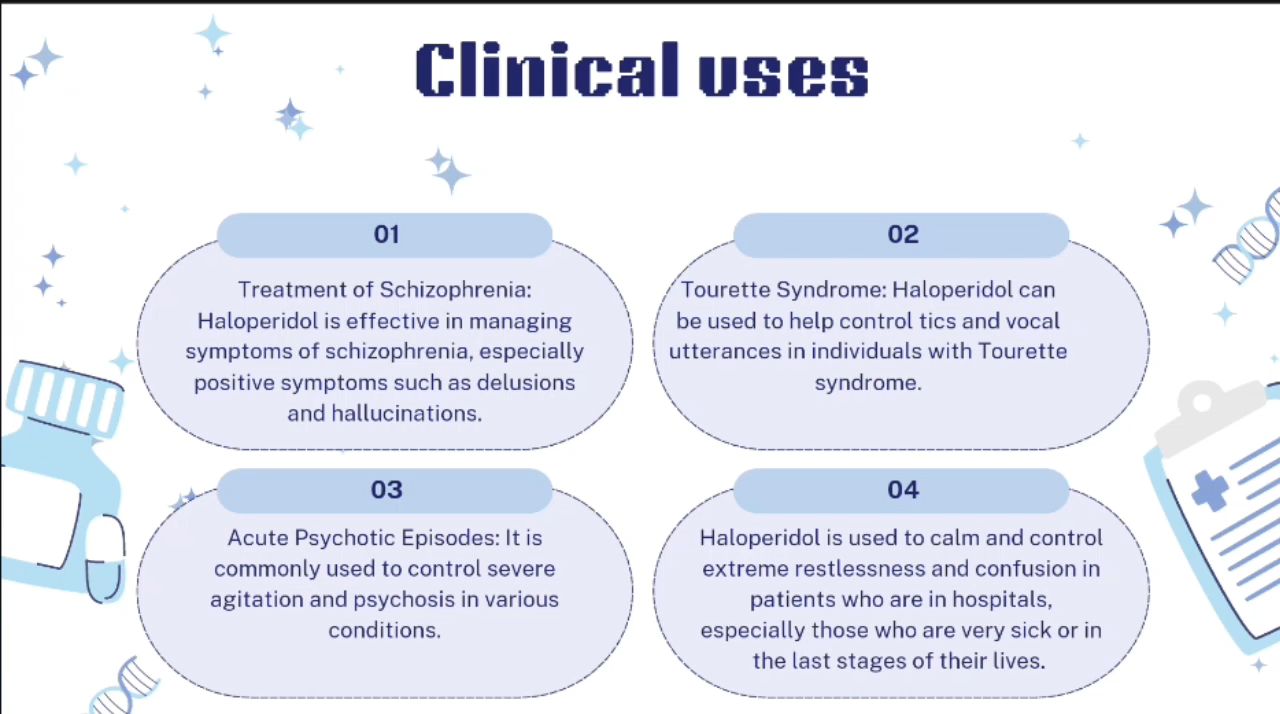 Clinical uses
01
Treatment of Schizophrenia:
Haloperidol is effective in managing
symptoms of schizophrenia, especially
positive symptoms such as delusions
and hallucinations.
02
Tourette Syndrome: Haloperidol can
be used to help control tics and vocal
utterances in individuals with Tourette
syndrome.
03
Acute Psychotic Episodes: It is
commonly used to control severe
agitation and psychosis in various
conditions.
04
Haloperidol is used to calm and control
extreme restlessness and confusion in
patients who are in hospitals,
especially those who are very sick or in
the last stages of their lives.